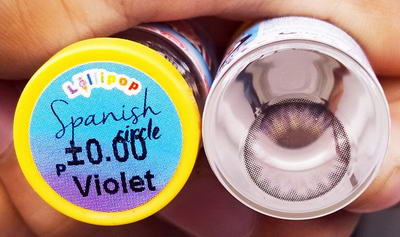 Lollipop
Spanish
circle
P±0.00
Violet